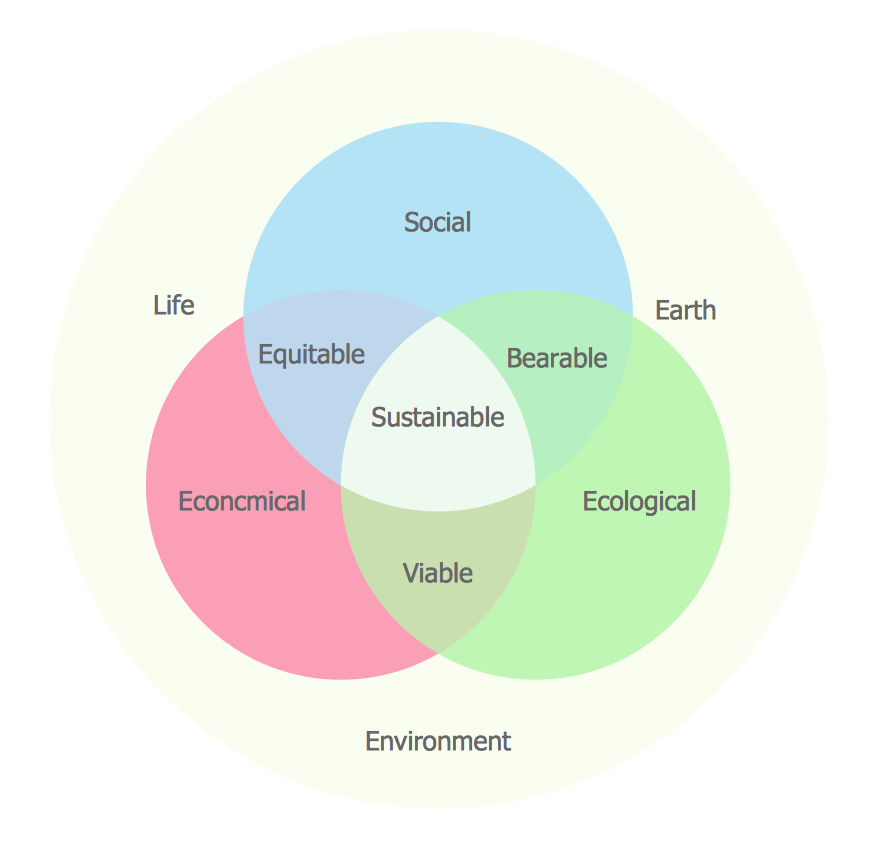 Social
Life
Earth
Equitable
Bearable
Sustainable
Econcmical
Ecological
Viable
Environment